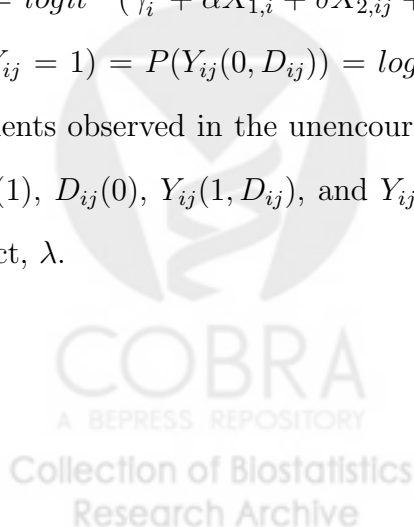 = logit  (γ_i + αX_{1,i} + θX_{2,ij} +
Y_{ij} = 1) = P(Y_{ij}(0, D_{ij})) = log
ents observed in the unencour
(1), D_{ij}(0), Y_{ij}(1, D_{ij}), and Y_{ij}
ct, λ.
COBRA
A BEPRESS REPOSITORY
Collection of Biostatistics
Research Archive